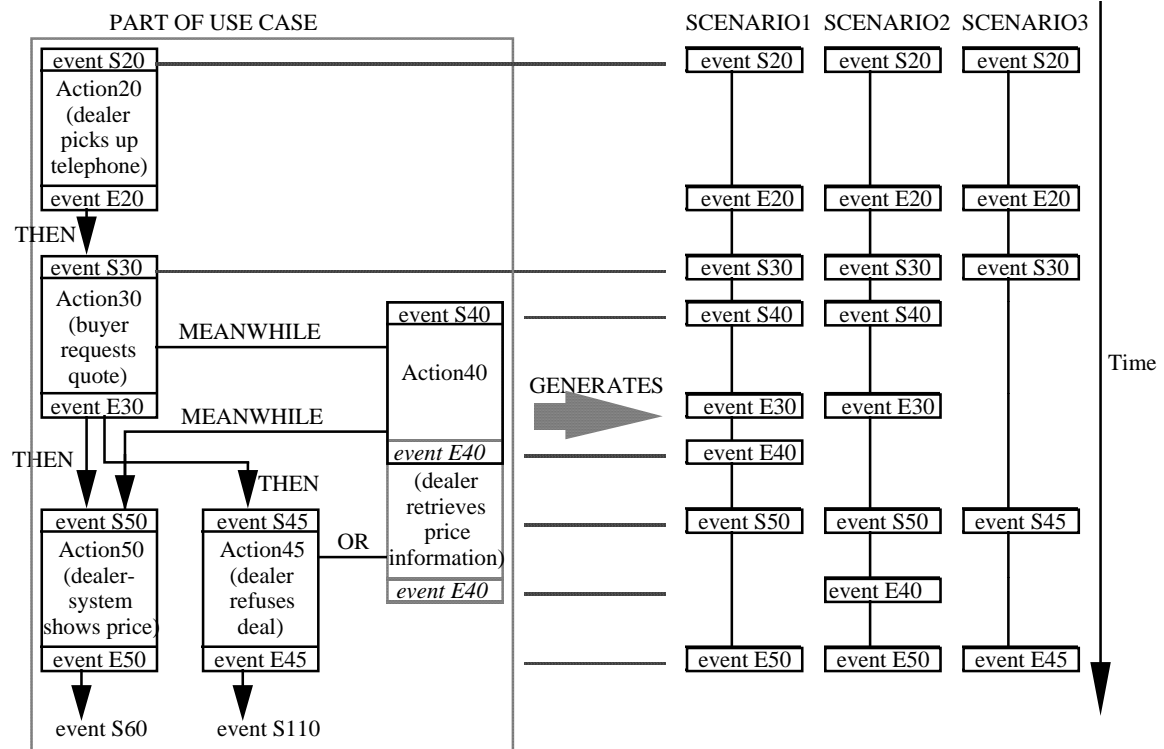 PART OF USE CASE
SCENARIO1 SCENARIO2 SCENARIO3
event S20
Action20
(dealer
picks up
telephone)
event E20
THEN
event S30
Action30
(buyer
requests
quote)
event E30
MEANWHILE
MEANWHILE
event S40
Action40
event E40
(dealer
retrieves
price
information)
event E40
THEN
THEN
event S50
Action50
(dealer-
system
shows price)
event E50
event S45
Action45
(dealer
refuses
deal)
event E45
OR
event S60
event S110
GENERATES
event S20
event E20
event S30
event S40
event E30
event E40
event S50
event E50
event S20
event E20
event S30
event S40
event E30
event S50
event E40
event E50
event S20
event E20
event S30
event S45
event E45
Time